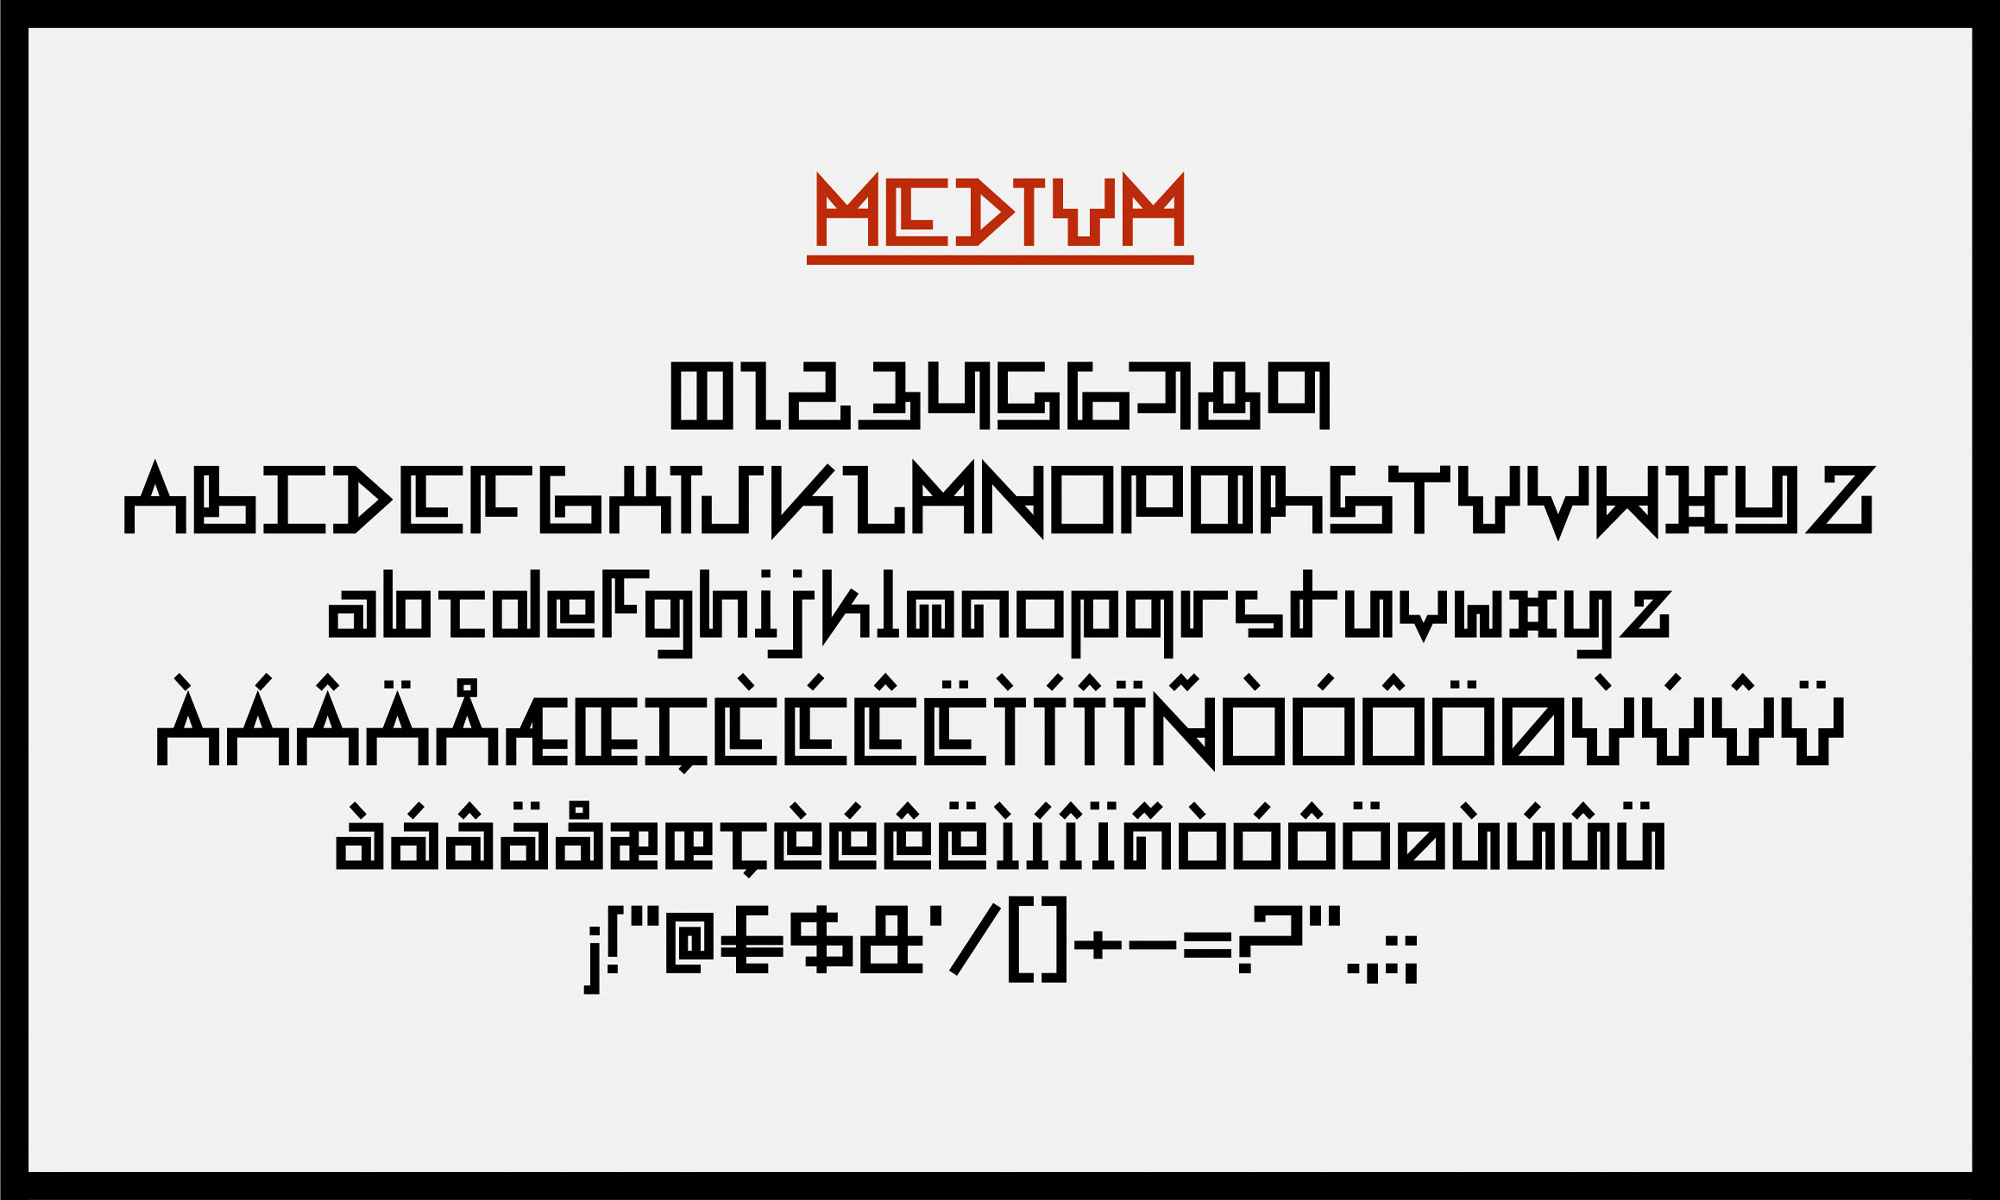 MEDIUM
0123456789
ABCDEFGHIJKLMNOPQRSTUVWXYZ
abcdefghijklmnopqrstuvwxyz
ÀÁÂÄÅÆŒÇÈÉÊËÌÍÎÏÑÒÓÔÖØÙÚÛÜ
àáâäåæœçèéêëìíîïñòóôöøùúûü
j!"@€$&'/[]+-=?".,:;